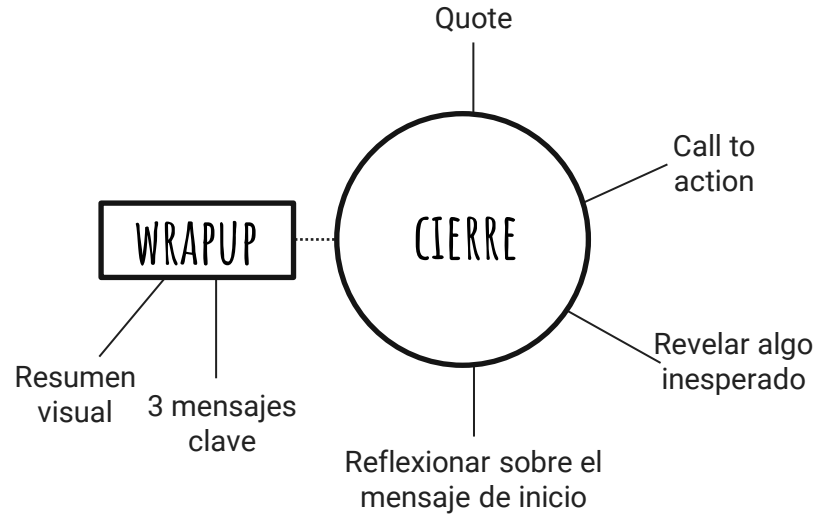 Quote
Call to
action
WRAPUP
CIERRE
Revelar algo
inesperado
Resumen
visual
3 mensajes
clave
Reflexionar sobre el
mensaje de inicio